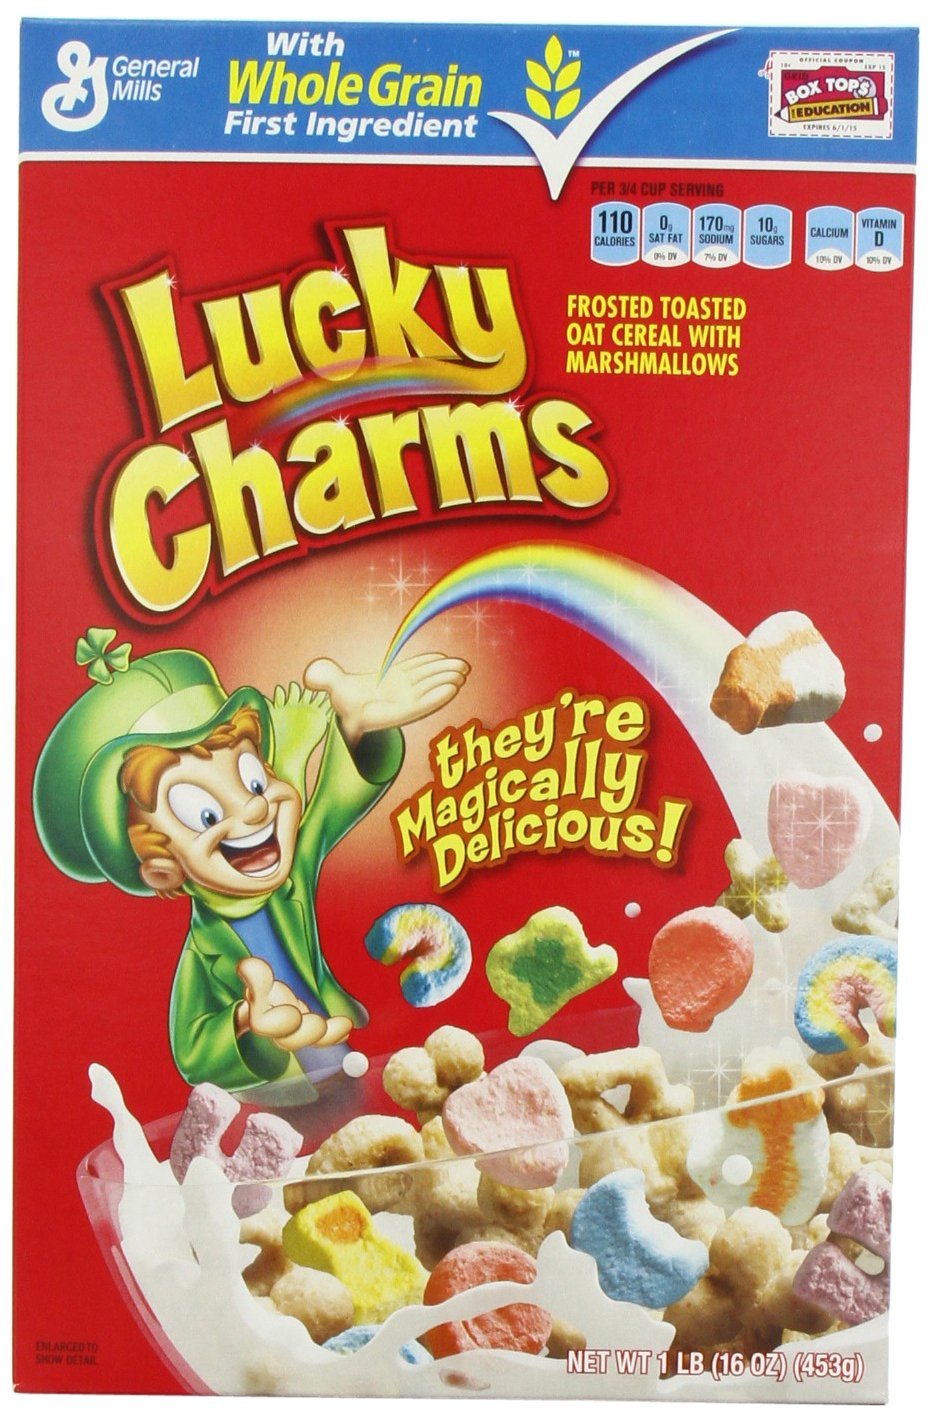 General
Mills
With
Whole Grain
First Ingredient
TM
OFFICIAL COUPON
10¢
EXP 15
BOX TOPS
EDUCATION
EXPIRES 6/1/15
PER 3/4 CUP SERVING
110
CALORIES
0g
SAT FAT
0% DV
170mg
SODIUM
7% DV
10g
SUGARS
CALCIUM
10% DV
VITAMIN
D
10% DV
FROSTED TOASTED
OAT CEREAL WITH
MARSHMALLOWS
Lucky
Charms
they're
Magically
Delicious!
ENLARGED TO
SHOW DETAIL
NET WT 1 LB (16 OZ) (453g)